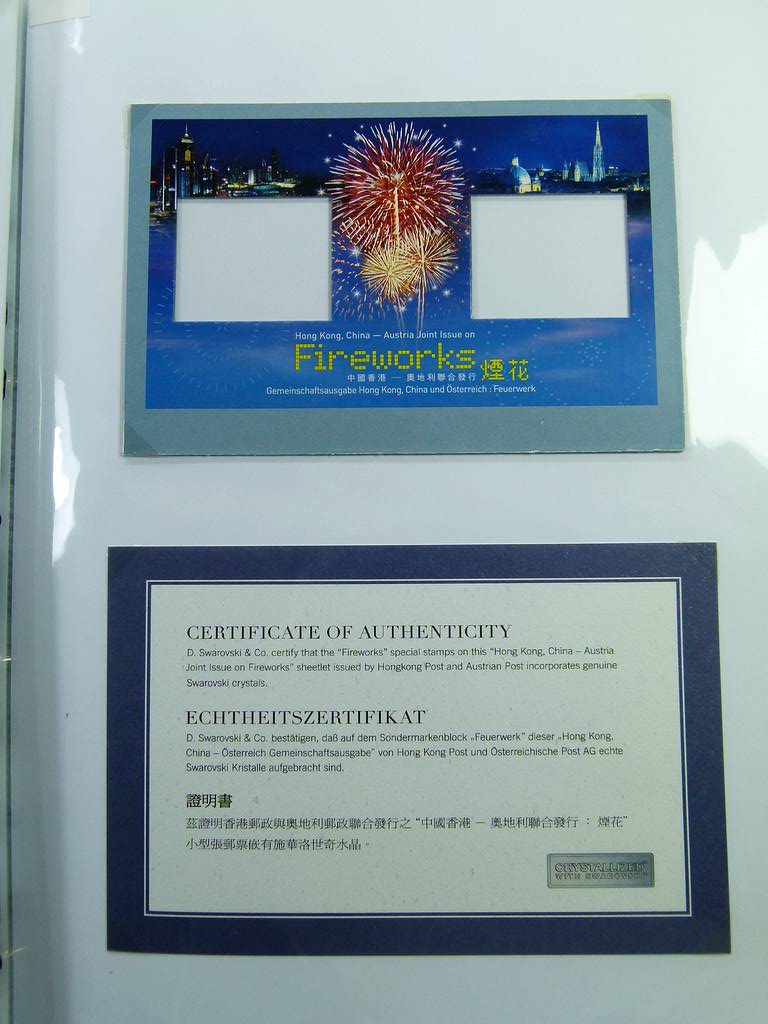 Hong Kong, China — Austria Joint Issue on
Fireworks 煙花
中國香港 — 奧地利聯合發行
Gemeinschaftsausgabe Hong Kong, China und Österreich : Feuerwerk
CERTIFICATE OF AUTHENTICITY
D. Swarovski & Co. certify that the “Fireworks” special stamps on this “Hong Kong, China – Austria
Joint Issue on Fireworks” sheetlet issued by Hongkong Post and Austrian Post incorporates genuine
Swarovski crystals.
ECHTHEITSZERTIFIKAT
D. Swarovski & Co. bestätigen, daß auf dem Sondermarkenblock „Feuerwerk” dieser „Hong Kong,
China – Österreich Gemeinschaftsausgabe” von Hong Kong Post und Österreichische Post AG echte
Swarovski Kristalle aufgebracht sind.
證明書
茲證明香港郵政與奧地利郵政聯合發行之 “中國香港 — 奧地利聯合發行 : 煙花”
小型張郵票嵌有施華洛世奇水晶。
CRYSTALLIZED™
WITH SWAROVSKI